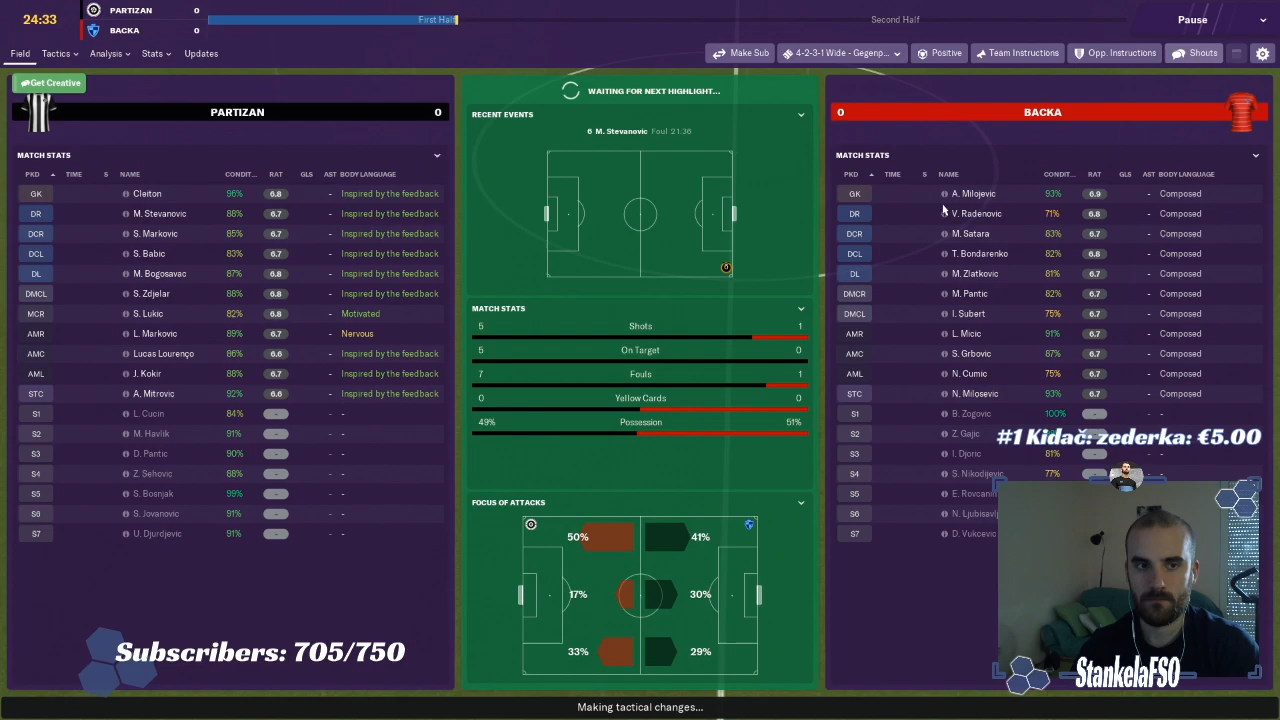 24:33
PARTIZAN 0
BACKA 0
First Half
Second Half
Pause
Field Tactics Analysis Stats Updates
Make Sub 4-2-3-1 Wide - Gegenp... Positive Team Instructions Opp. Instructions Shouts
Get Creative
PARTIZAN 0
MATCH STATS
PKD TIME S NAME CONDIT... RAT GLS AST BODY LANGUAGE
GK Cleiton 96% 6.8 - Inspired by the feedback
DR M. Stevanovic 88% 6.7 - Inspired by the feedback
DCR S. Markovic 85% 6.7 - Inspired by the feedback
DCL S. Babic 83% 6.7 - Inspired by the feedback
DL M. Bogosavac 87% 6.8 - Inspired by the feedback
DMCL S. Zdjelar 88% 6.8 - Inspired by the feedback
MCR S. Lukic 82% 6.8 - Motivated
AMR L. Markovic 89% 6.7 - Nervous
AMC Lucas Lourenço 86% 6.6 - Inspired by the feedback
AML J. Kokir 88% 6.7 - Inspired by the feedback
STC A. Mitrovic 92% 6.6 - Inspired by the feedback
S1 L. Cucin 84% - - -
S2 M. Havlik 91% - - -
S3 D. Pantic 90% - - -
S4 Z. Sehovic 88% - - -
S5 S. Bosnjak 99% - - -
S6 S. Jovanovic 91% - - -
S7 U. Djurdjevic 91% - - -
Subscribers: 705/750
WAITING FOR NEXT HIGHLIGHT...
RECENT EVENTS
6 M. Stevanovic Foul 21:36
MATCH STATS
5 Shots 1
5 On Target 0
7 Fouls 1
0 Yellow Cards 0
49% Possession 51%
FOCUS OF ATTACKS
50% 41%
17% 30%
33% 29%
0 BACKA
MATCH STATS
PKD TIME S NAME CONDIT... RAT GLS AST BODY LANGUAGE
GK A. Milojevic 93% 6.9 - Composed
DR V. Radenovic 71% 6.8 - Composed
DCR M. Satara 83% 6.7 - Composed
DCL T. Bondarenko 82% 6.8 - Composed
DL M. Zlatkovic 81% 6.7 - Composed
DMCR M. Pantic 82% 6.7 - Composed
DMCL I. Subert 75% 6.7 - Composed
AMR L. Micic 91% 6.7 - Composed
AMC S. Grbovic 87% 6.7 - Composed
AML N. Cumic 75% 6.7 - Composed
STC N. Milosevic 93% 6.7 - Composed
S1 B. Zogovic 100% - - -
S2 Z. Gajic
#1 Kidač: zederka: €5.00
S3 I. Djoric 81% - - -
S4 S. Nikodijevic 77% - - -
S5 E. Rovcanin
S6 N. Ljubisavl
S7 D. Vukcevic
StankelaFSO
Making tactical changes...